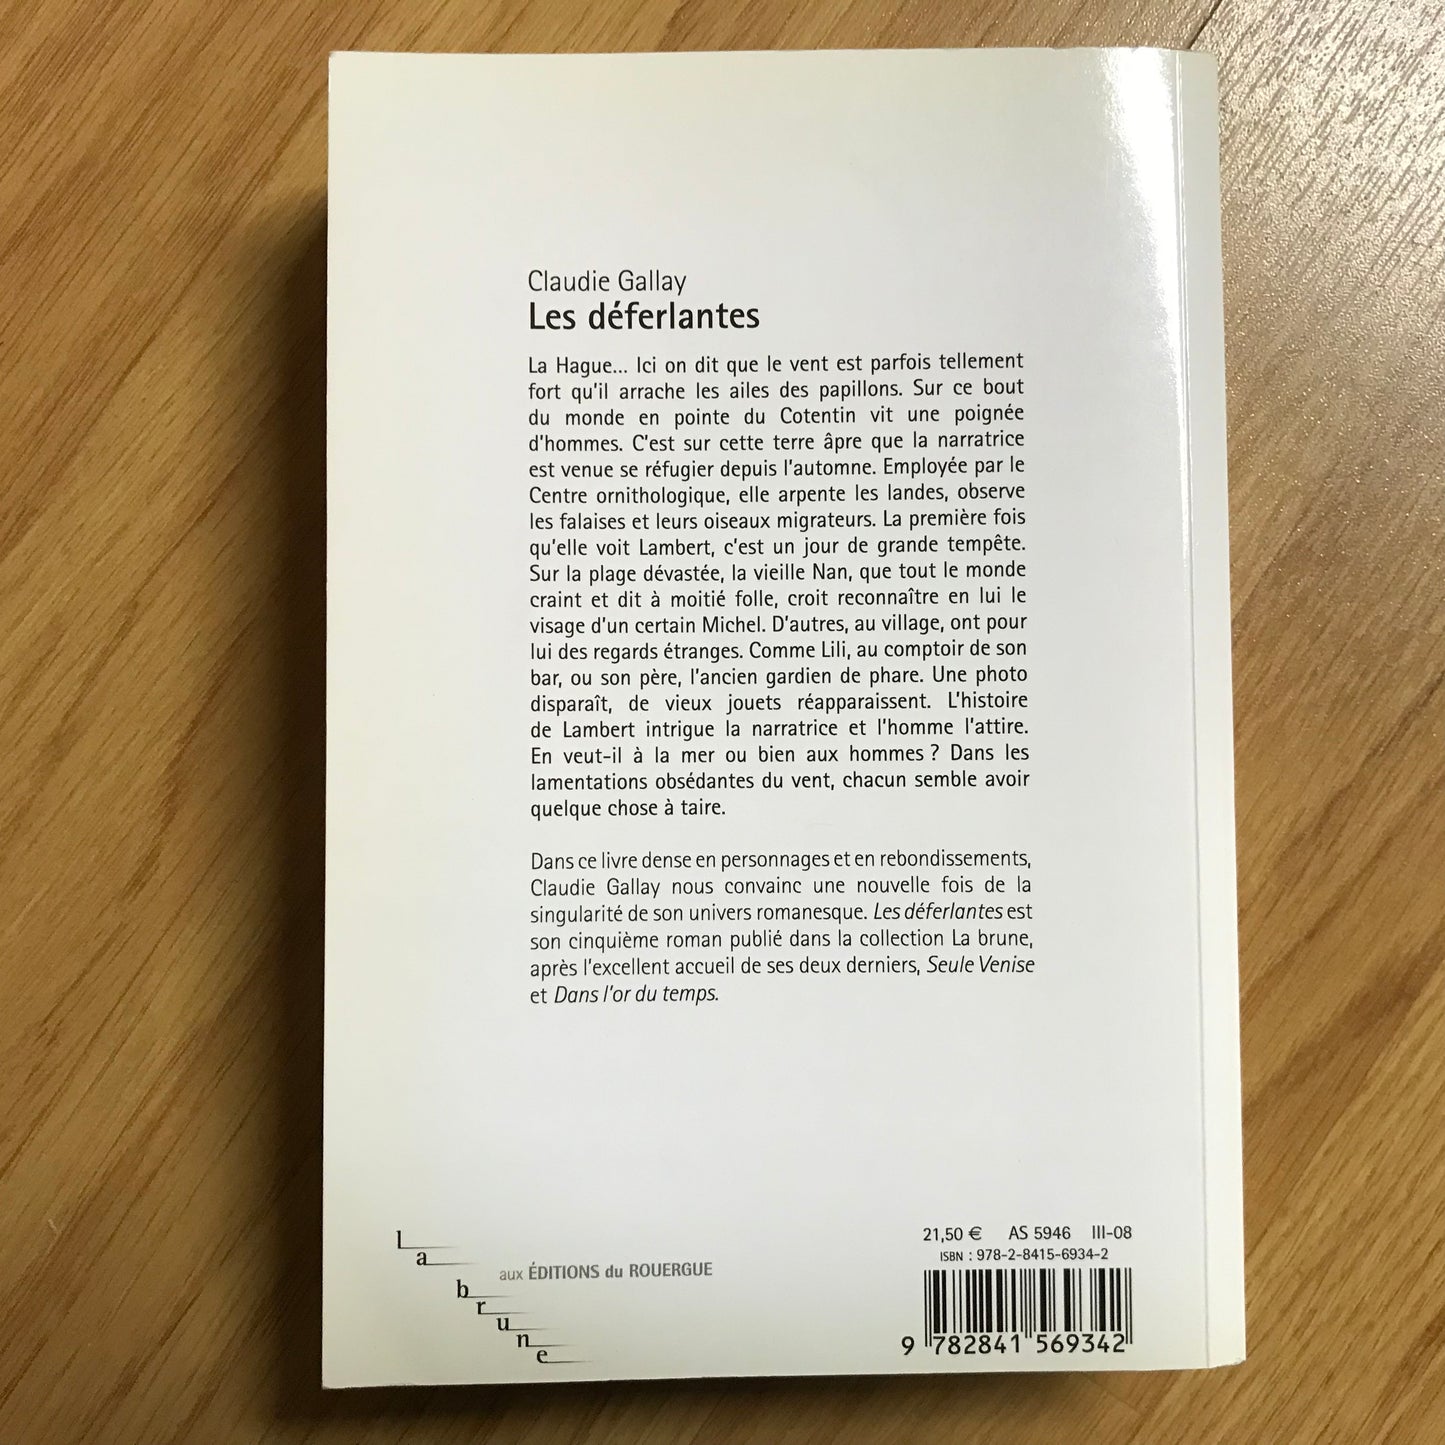 Claudie Gallay
Les déferlantes
La Hague... Ici on dit que le vent est parfois tellement
fort qu'il arrache les ailes des papillons. Sur ce bout
du monde en pointe du Cotentin vit une poignée
d'hommes. C'est sur cette terre âpre que la narratrice
est venue se réfugier depuis l'automne. Employée par le
Centre ornithologique, elle arpente les landes, observe
les falaises et leurs oiseaux migrateurs. La première fois
qu'elle voit Lambert, c'est un jour de grande tempête.
Sur la plage dévastée, la vieille Nan, que tout le monde
craint et dit à moitié folle, croit reconnaître en lui le
visage d'un certain Michel. D'autres, au village, ont pour
lui des regards étranges. Comme Lili, au comptoir de son
bar, ou son père, l'ancien gardien de phare. Une photo
disparaît, de vieux jouets réapparaissent. L'histoire
de Lambert intrigue la narratrice et l'homme l'attire.
En veut-il à la mer ou bien aux hommes ? Dans les
lamentations obsédantes du vent, chacun semble avoir
quelque chose à taire.
Dans ce livre dense en personnages et en rebondissements,
Claudie Gallay nous convainc une nouvelle fois de la
singularité de son univers romanesque. Les déferlantes est
son cinquième roman publié dans la collection La brune,
après l'excellent accueil de ses deux derniers, Seule Venise
et Dans l'or du temps.
la brune
aux ÉDITIONS du ROUERGUE
21,50 € AS 5946 III-08
ISBN : 978-2-8415-6934-2
9 782841 569342